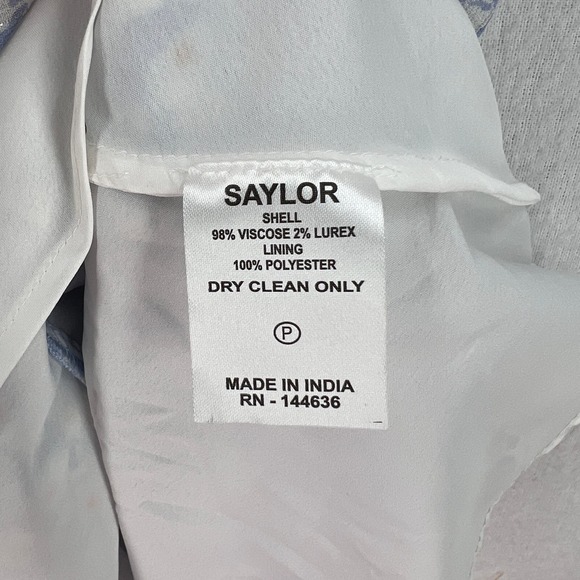 SAYLOR
SHELL
98% VISCOSE 2% LUREX
LINING
100% POLYESTER
DRY CLEAN ONLY
P
MADE IN INDIA
RN - 144636